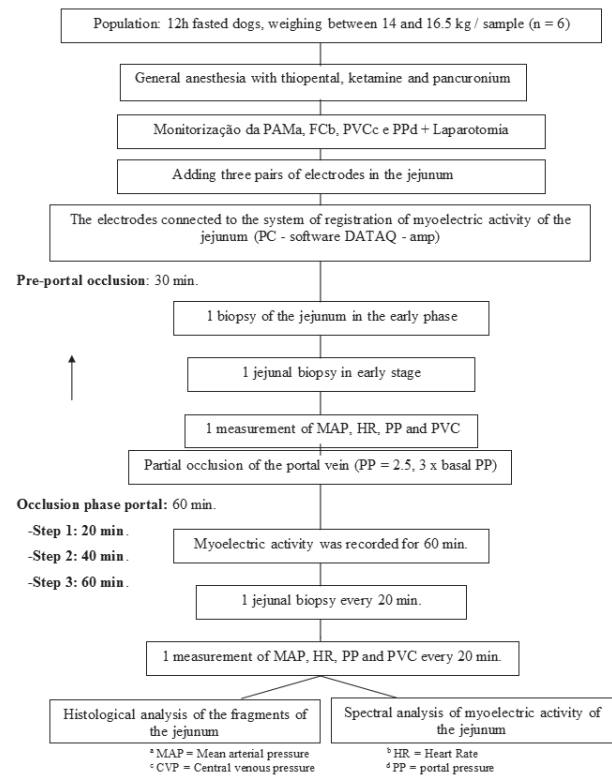 Population: 12h fasted dogs, weighing between 14 and 16.5 kg / sample (n = 6)
General anesthesia with thiopental, ketamine and pancuronium
Monitorização da PAMa, FCb, PVCc e PPd + Laparotomia
Adding three pairs of electrodes in the jejunum
The electrodes connected to the system of registration of myoelectric activity of the
jejunum (PC - software DATAQ - amp)
Pre-portal occlusion: 30 min.
1 biopsy of the jejunum in the early phase
1 jejunal biopsy in early stage
1 measurement of MAP, HR, PP and PVC
Partial occlusion of the portal vein (PP = 2.5, 3 x basal PP)
Occlusion phase portal: 60 min.
-Step 1: 20 min.
-Step 2: 40 min.
-Step 3: 60 min.
Myoelectric activity was recorded for 60 min.
1 jejunal biopsy every 20 min.
1 measurement of MAP, HR, PP and PVC every 20 min.
Histological analysis of the fragments of
the jejunum
Spectral analysis of myoelectric activity of
the jejunum
a MAP = Mean arterial pressure
b HR = Heart Rate
c CVP = Central venous pressure
d PP = portal pressure